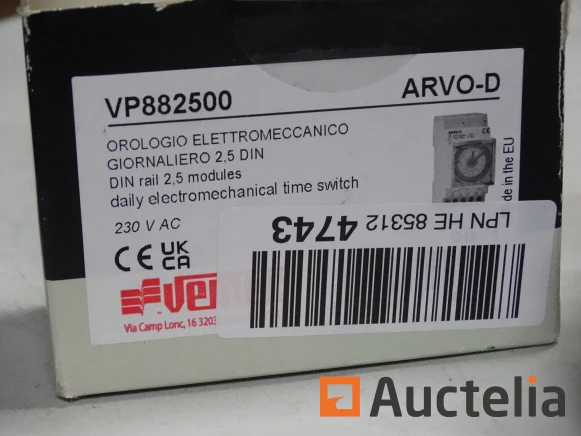 VP882500 ARVO-D
OROLOGIO ELETTROMECCANICO
GIORNALIERO 2,5 DIN
DIN rail 2,5 modules
daily electromechanical time switch
230 V AC
in the EU
CE UK
CA
Via Camp Lonc, 16 3203
LPN HE 85312 4743
Auctelia